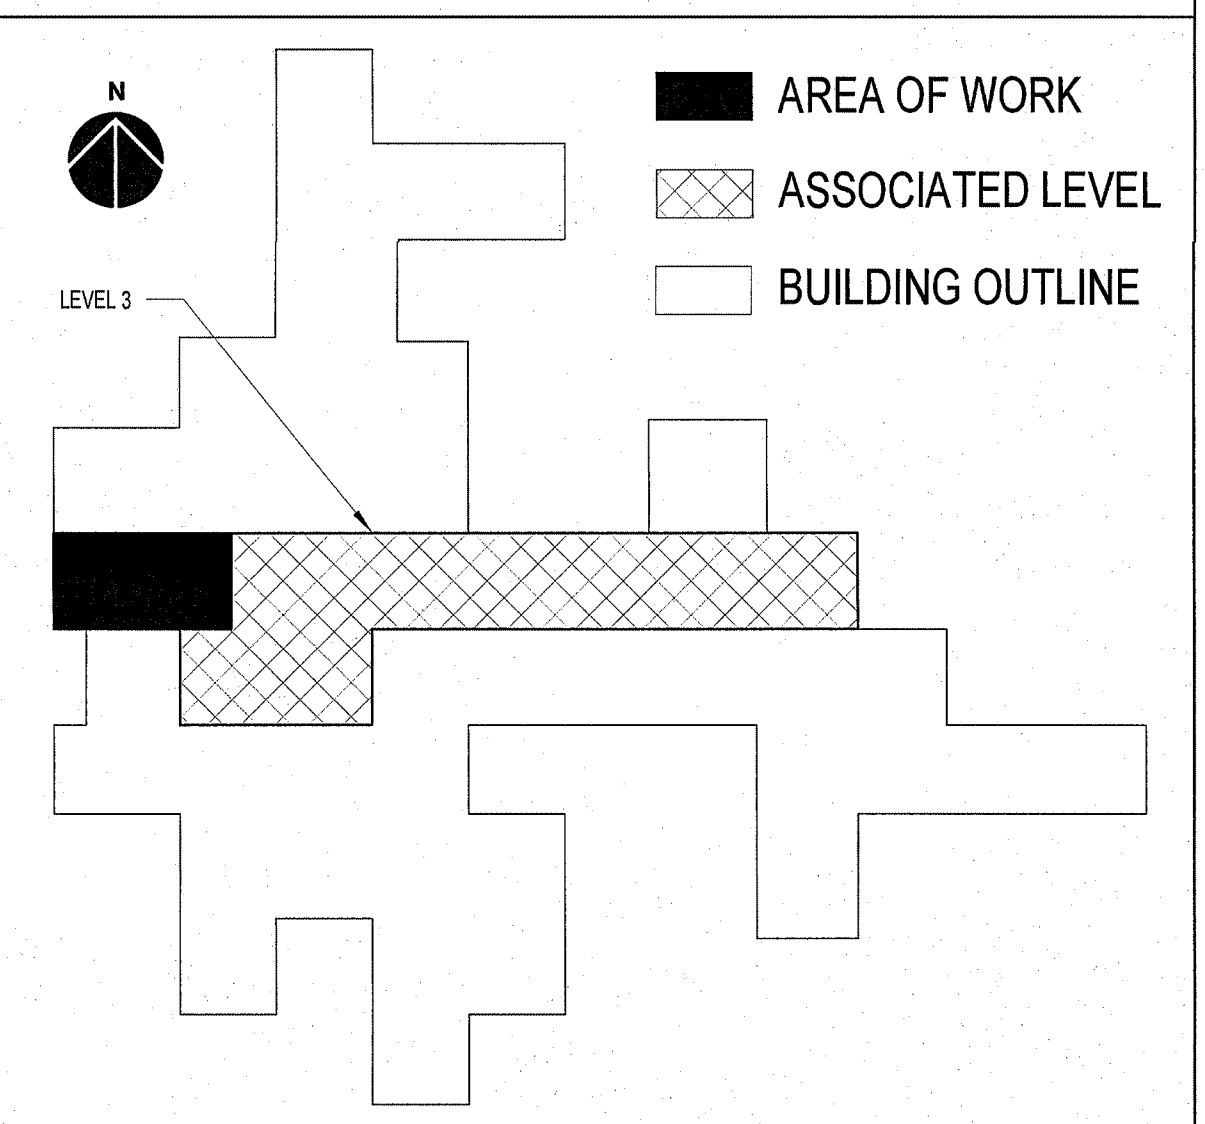 N
AREA OF WORK
ASSOCIATED LEVEL
BUILDING OUTLINE
LEVEL 3